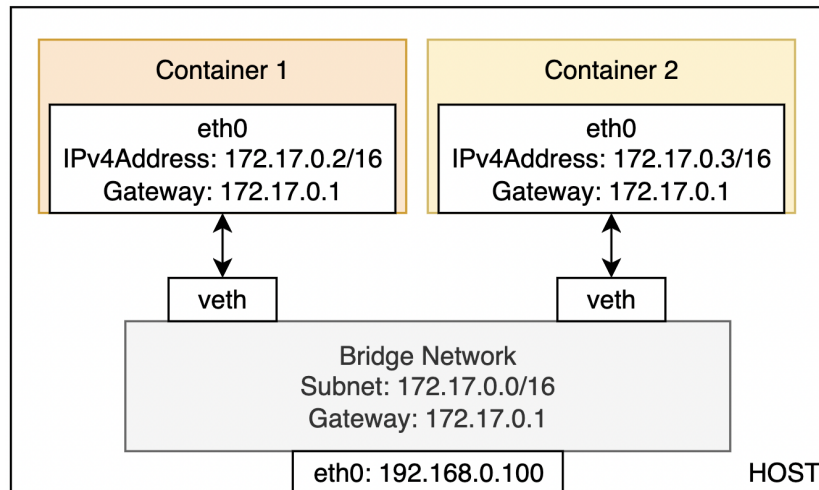 Container 1
eth0
IPv4Address: 172.17.0.2/16
Gateway: 172.17.0.1
Container 2
eth0
IPv4Address: 172.17.0.3/16
Gateway: 172.17.0.1
veth
veth
Bridge Network
Subnet: 172.17.0.0/16
Gateway: 172.17.0.1
eth0: 192.168.0.100
HOST